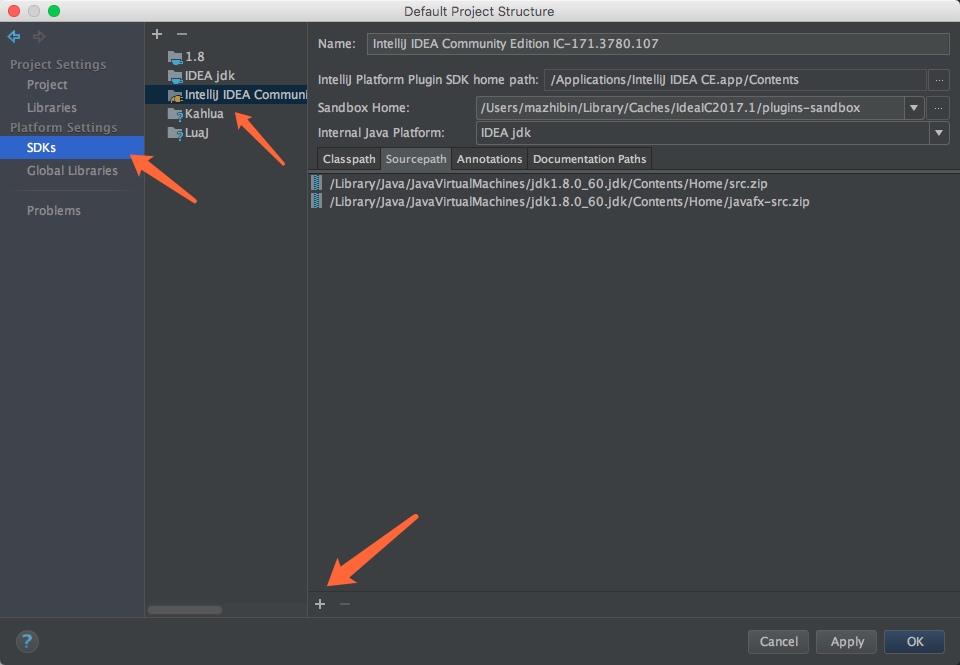 Default Project Structure
Project Settings
Project
Libraries
Platform Settings
SDKs
Global Libraries
Problems
1.8
IDEA jdk
IntelliJ IDEA Communi
Kahlua
LuaJ
Name: IntelliJ IDEA Community Edition IC-171.3780.107
IntelliJ Platform Plugin SDK home path: /Applications/IntelliJ IDEA CE.app/Contents ...
Sandbox Home: /Users/mazhibin/Library/Caches/IdeaIC2017.1/plugins-sandbox ...
Internal Java Platform: IDEA jdk
Classpath Sourcepath Annotations Documentation Paths
/Library/Java/JavaVirtualMachines/jdk1.8.0_60.jdk/Contents/Home/src.zip
/Library/Java/JavaVirtualMachines/jdk1.8.0_60.jdk/Contents/Home/javafx-src.zip
? Cancel Apply OK